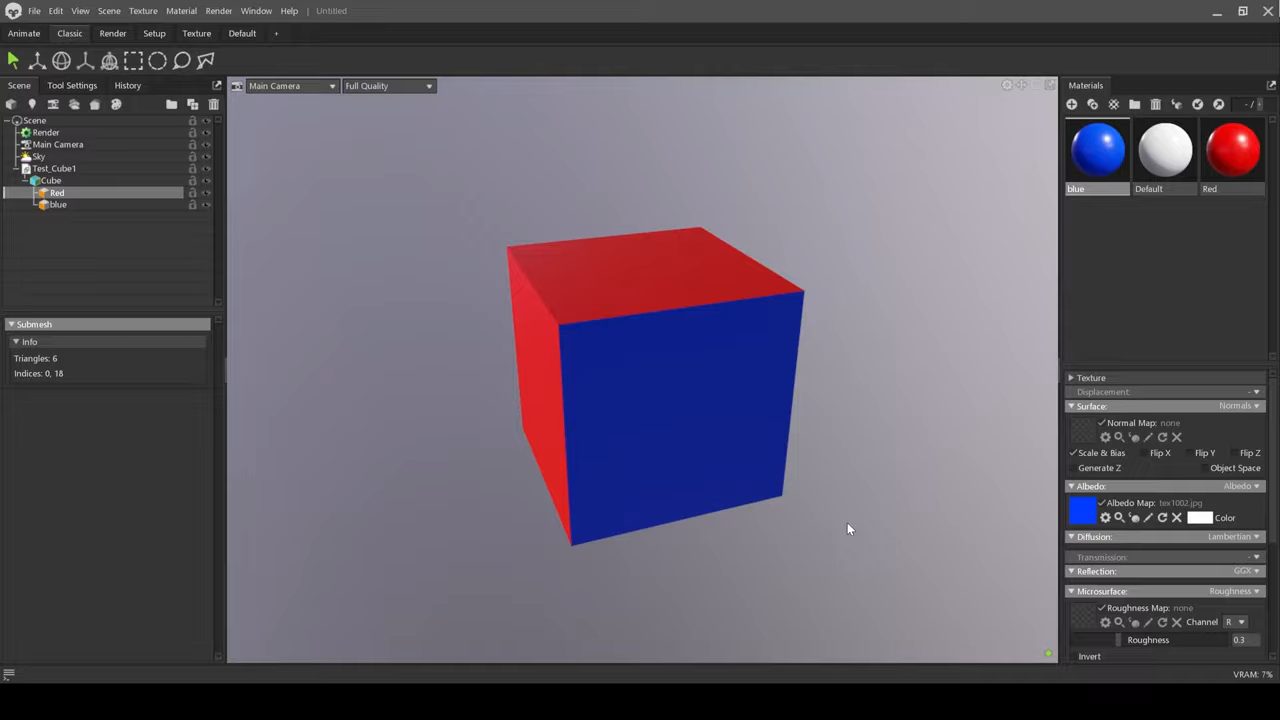 File Edit View Scene Texture Material Render Window Help Untitled
Animate Classic Render Setup Texture Default +
Scene Tool Settings History
Main Camera Full Quality
Materials
Scene
Render
Main Camera
Sky
Test_Cube1
Cube
Red
blue
Submesh
Info
Triangles: 6
Indices: 0, 18
- /
blue Default Red
Texture
Displacement: -
Surface: Normals
Normal Map: none
Scale & Bias Flip X Flip Y Flip Z
Generate Z Object Space
Albedo: Albedo
Albedo Map: tex1002.jpg
Color
Diffusion: Lambertian
Transmission: -
Reflection: GGX
Microsurface: Roughness
Roughness Map: none
Channel R
Roughness 0.3
Invert
VRAM: 7%